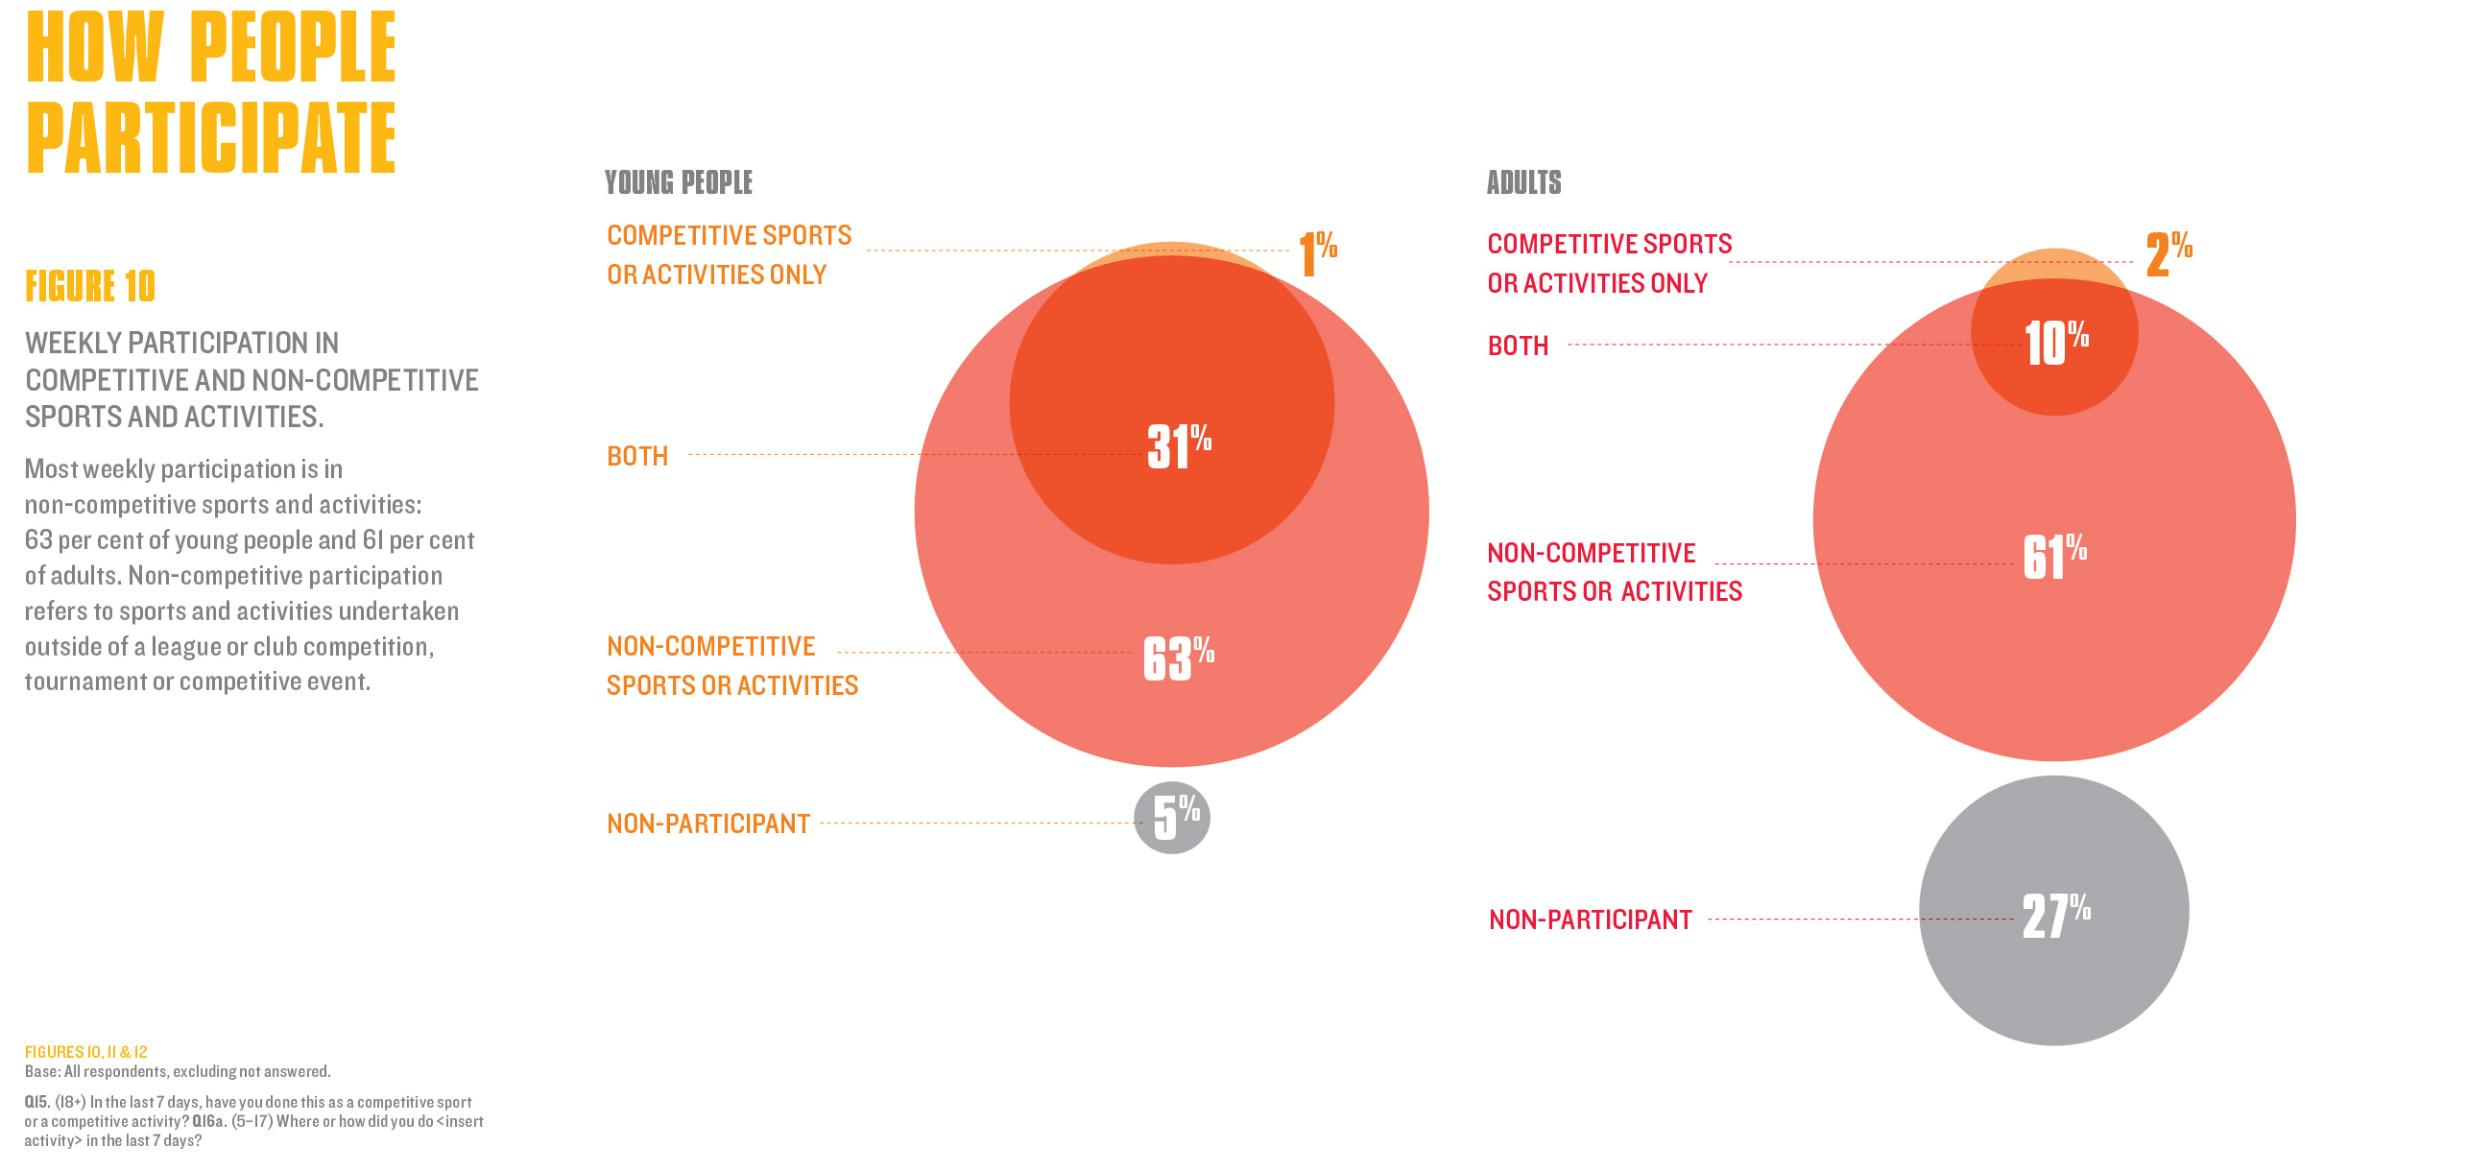 HOW PEOPLE
PARTICIPATE
FIGURE 10
WEEKLY PARTICIPATION IN
COMPETITIVE AND NON-COMPETITIVE
SPORTS AND ACTIVITIES.
Most weekly participation is in
non-competitive sports and activities:
63 per cent of young people and 61 per cent
of adults. Non-competitive participation
refers to sports and activities undertaken
outside of a league or club competition,
tournament or competitive event.
FIGURES 10, 11 & 12
Base: All respondents, excluding not answered.
Q15. (18+) In the last 7 days, have you done this as a competitive sport
or a competitive activity? Q16a. (5–17) Where or how did you do <insert
activity> in the last 7 days?
YOUNG PEOPLE
COMPETITIVE SPORTS
OR ACTIVITIES ONLY
1%
BOTH
31%
NON-COMPETITIVE
SPORTS OR ACTIVITIES
63%
NON-PARTICIPANT
5%
ADULTS
COMPETITIVE SPORTS
OR ACTIVITIES ONLY
2%
BOTH
10%
NON-COMPETITIVE
SPORTS OR ACTIVITIES
61%
NON-PARTICIPANT
27%